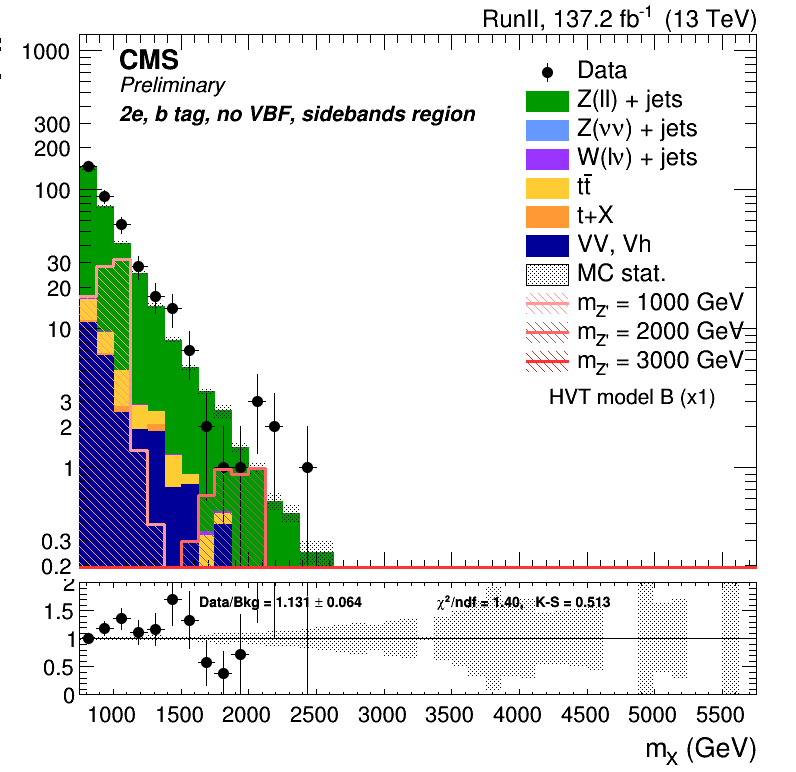 RunII, 137.2 fb⁻¹ (13 TeV)
CMS
Preliminary
2e, b tag, no VBF, sidebands region
Data
Z(ll) + jets
Z(νν) + jets
W(lν) + jets
tt̄
t+X
VV, Vh
MC stat.
m_Z' = 1000 GeV
m_Z' = 2000 GeV
m_Z' = 3000 GeV
HVT model B (x1)
1000
300
200
100
30
20
10
3
2
1
0.3
0.2
Data/Bkg = 1.131 ± 0.064
χ²/ndf = 1.40, K-S = 0.513
2
1.5
1
0.5
0
1000 1500 2000 2500 3000 3500 4000 4500 5000 5500
m_X (GeV)